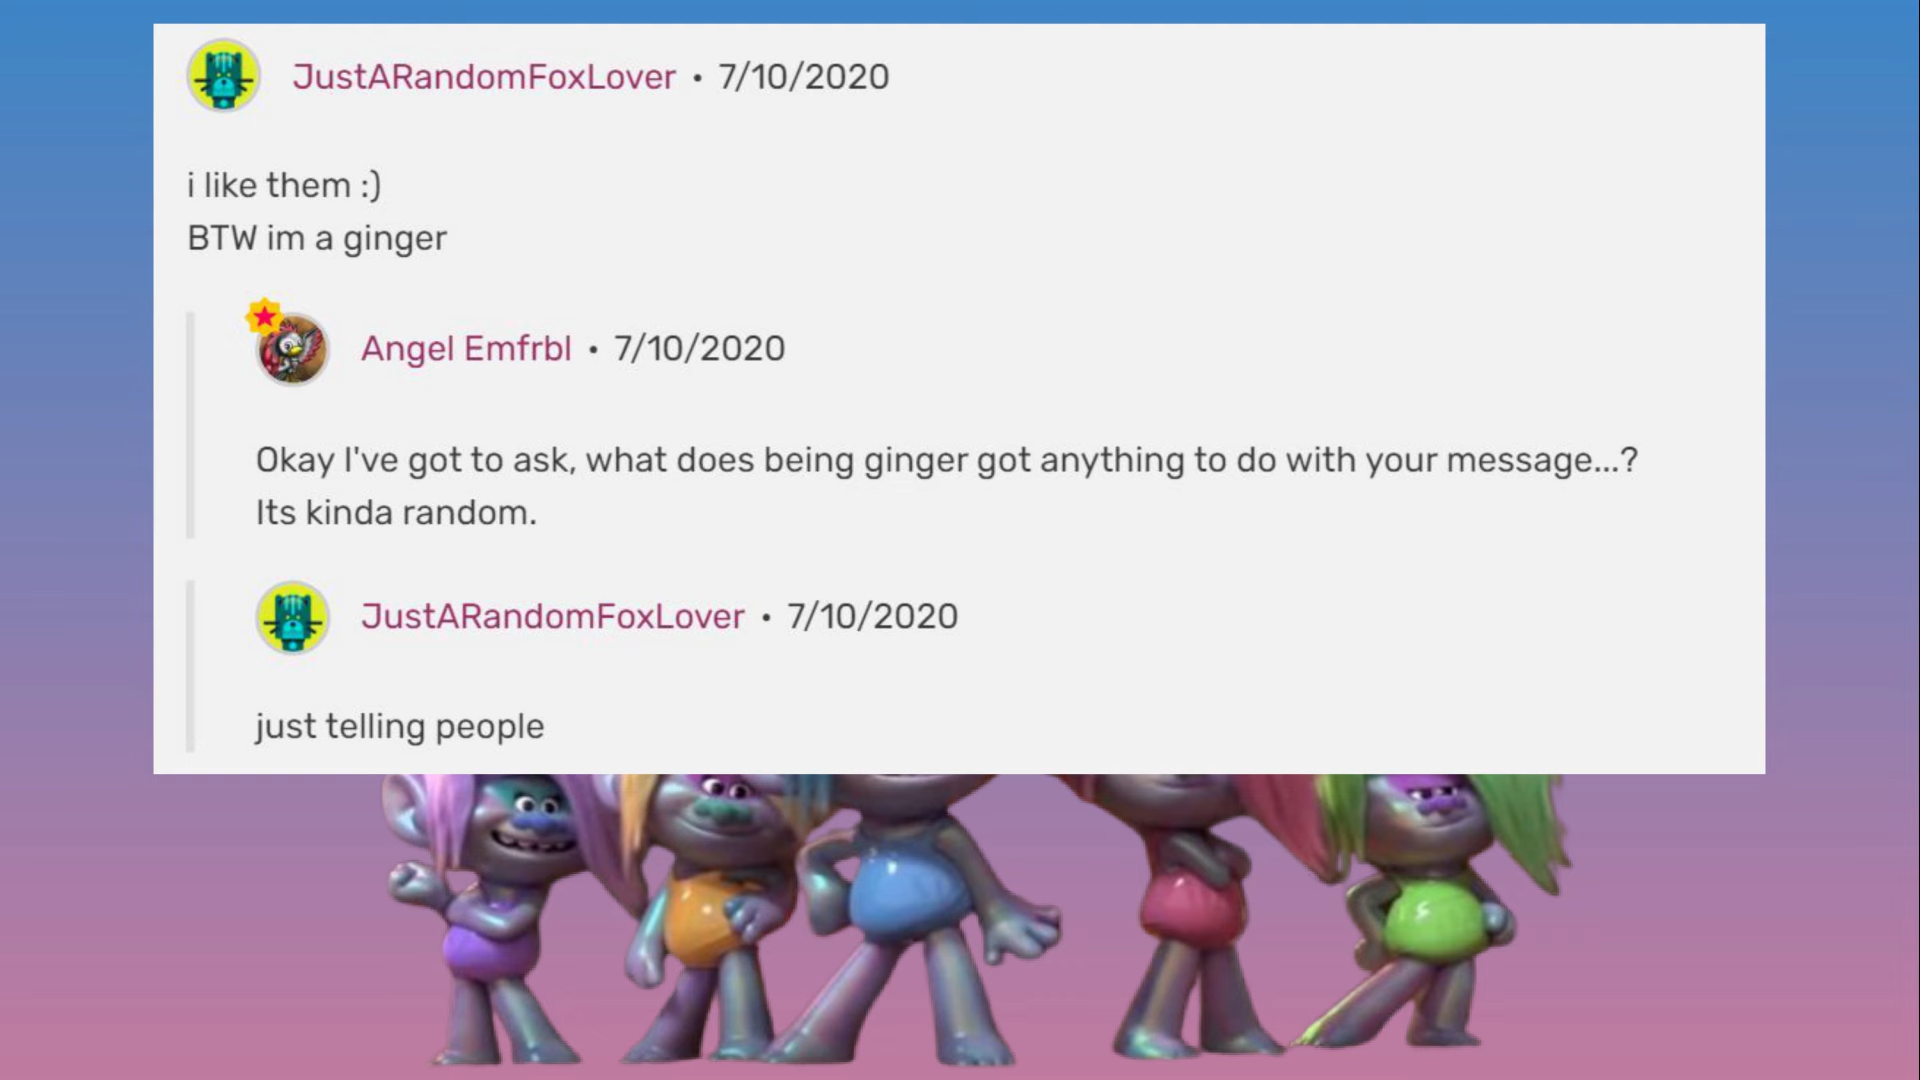 JustARandomFoxLover • 7/10/2020
i like them :)
BTW im a ginger
Angel Emfrbl • 7/10/2020
Okay I've got to ask, what does being ginger got anything to do with your message...?
Its kinda random.
JustARandomFoxLover • 7/10/2020
just telling people